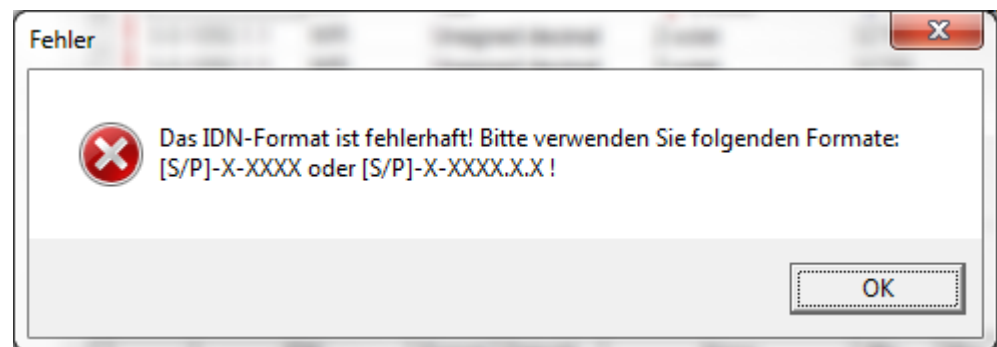 Fehler
Das IDN-Format ist fehlerhaft! Bitte verwenden Sie folgenden Formate:
[S/P]-X-XXXX oder [S/P]-X-XXXX.X.X !
OK